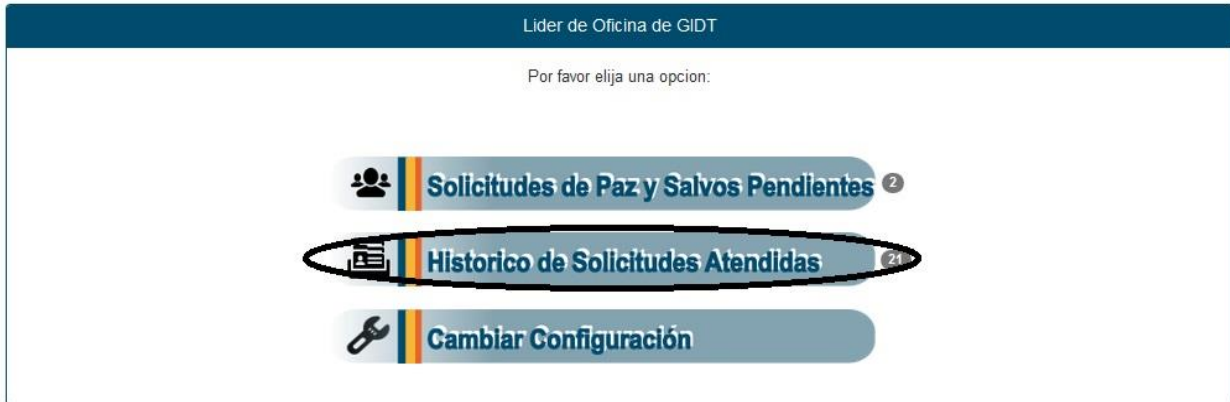 Lider de Oficina de GIDT
Por favor elija una opcion:
Solicitudes de Paz y Salvos Pendientes 2
Historico de Solicitudes Atendidas 21
Cambiar Configuración